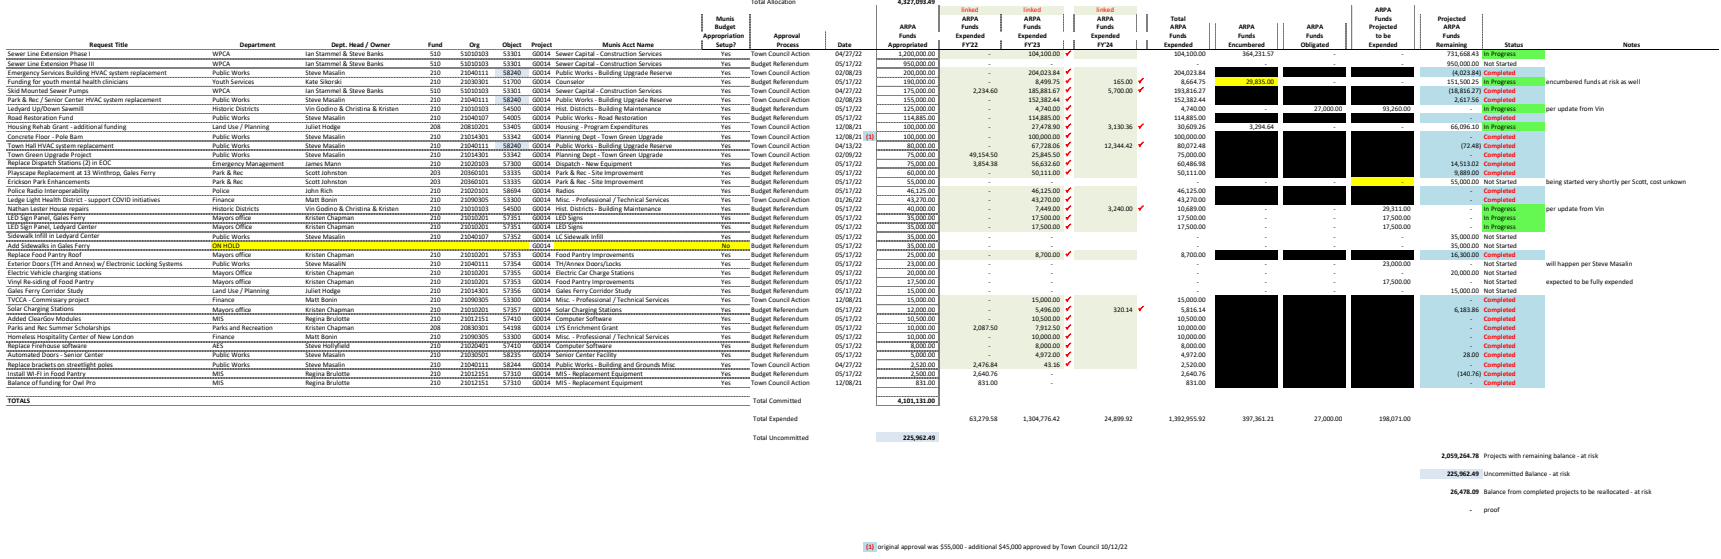 Total Allocation 4,327,093.49
linked linked linked
Request Title Department Dept. Head / Owner Fund Org Object Project Munis Acct Name Munis Budget Appropriation Setup? Approval Process Date ARPA Funds Appropriated ARPA Funds Expended FY'22 ARPA Funds Expended FY'23 ARPA Funds Expended FY'24 Total ARPA Funds Expended ARPA Funds Encumbered ARPA Funds Obligated ARPA Funds Projected to be Expended Projected ARPA Funds Remaining Status Notes
Sewer Line Extension Phase I WPCA Ian Stammel & Steve Banks 510 51010103 53301 G0014 Sewer Capital - Construction Services Yes Town Council Action 04/27/22 1,200,000.00 - 104,100.00 ✔ 104,100.00 364,231.57 - - 731,668.43 In Progress
Sewer Line Extension Phase III WPCA Ian Stammel & Steve Banks 510 51010103 53301 G0014 Sewer Capital - Construction Services Yes Budget Referendum 05/17/22 950,000.00 - - - - - - 950,000.00 Not Started
Emergency Services Building HVAC system replacement Public Works Steve Masalin 210 21040111 58240 G0014 Public Works - Building Upgrade Reserve Yes Town Council Action 02/08/23 200,000.00 - 204,023.84 204,023.84 (4,023.84) Completed
Funding for youth mental health clinicians Youth Services Kate Sikorski 210 21030301 51700 G0014 Counselor Yes Budget Referendum 05/17/22 190,000.00 - 8,499.75 ✔ 165.00 ✔ 8,664.75 29,835.00 - - 151,500.25 In Progress encumbered funds at risk as well
Skid Mounted Sewer Pumps WPCA Ian Stammel & Steve Banks 510 51010103 53301 G0014 Sewer Capital - Construction Services Yes Town Council Action 04/27/22 175,000.00 2,234.60 185,881.67 ✔ 5,700.00 ✔ 193,816.27 (18,816.27) Completed
Park & Rec / Senior Center HVAC system replacement Public Works Steve Masalin 210 21040111 58240 G0014 Public Works - Building Upgrade Reserve Yes Town Council Action 02/08/23 155,000.00 - 152,382.44 ✔ 152,382.44 2,617.56 Completed
Ledyard Up/Down Sawmill Historic Districts Vin Godino & Christina & Kristen 210 21010103 54500 G0014 Hist. Districts - Building Maintenance Yes Budget Referendum 05/17/22 125,000.00 - 4,740.00 ✔ 4,740.00 - 27,000.00 93,260.00 - In Progress per update from Vin
Road Restoration Fund Public Works Steve Masalin 210 21040107 54005 G0014 Public Works - Road Restoration Yes Budget Referendum 05/17/22 114,885.00 - 114,885.00 ✔ 114,885.00 - Completed
Housing Rehab Grant - additional funding Land Use / Planning Juliet Hodge 208 20810201 53405 G0014 Housing - Program Expenditures Yes Town Council Action 12/08/21 100,000.00 - 27,478.90 ✔ 3,130.36 ✔ 30,609.26 3,294.64 - - 66,096.10 In Progress
Concrete Floor - Pole Barn Public Works Steve Masalin 210 21014301 53342 G0014 Planning Dept - Town Green Upgrade Yes Town Council Action 12/08/21 (1) 100,000.00 - 100,000.00 ✔ 100,000.00 - Completed
Town Hall HVAC system replacement Public Works Steve Masalin 210 21040111 58240 G0014 Public Works - Building Upgrade Reserve Yes Town Council Action 04/13/22 80,000.00 - 67,728.06 ✔ 12,344.42 ✔ 80,072.48 (72.48) Completed
Town Green Upgrade Project Public Works Steve Masalin 210 21014301 53342 G0014 Planning Dept - Town Green Upgrade Yes Town Council Action 02/09/22 75,000.00 49,154.50 25,845.50 ✔ 75,000.00 - Completed
Replace Dispatch Stations (2) in EOC Emergency Management James Mann 210 21020103 57300 G0014 Dispatch - New Equipment Yes Budget Referendum 05/17/22 75,000.00 3,854.38 56,632.60 ✔ 60,486.98 14,513.02 Completed
Playscape Replacement at 13 Winthrop, Gales Ferry Park & Rec Scott Johnston 203 20360101 53335 G0014 Park & Rec - Site Improvement Yes Budget Referendum 05/17/22 60,000.00 - 50,111.00 ✔ 50,111.00 9,889.00 Completed
Erickson Park Enhancements Park & Rec Scott Johnston 203 20360101 53335 G0014 Park & Rec - Site Improvement Yes Budget Referendum 05/17/22 55,000.00 - - - - - - 55,000.00 Not Started being started very shortly per Scott, cost unkown
Police Radio Interoperability Police John Rich 210 21020101 58694 G0014 Radios Yes Budget Referendum 05/17/22 46,125.00 - 46,125.00 ✔ 46,125.00 - Completed
Ledge Light Health District - support COVID initiatives Finance Matt Bonin 210 21090305 53300 G0014 Misc. - Professional / Technical Services Yes Town Council Action 01/26/22 43,270.00 - 43,270.00 ✔ 43,270.00 - Completed
Nathan Lester House repairs Historic Districts Vin Godino & Christina & Kristen 210 21010103 54500 G0014 Hist. Districts - Building Maintenance Yes Budget Referendum 05/17/22 40,000.00 - 7,449.00 ✔ 3,240.00 ✔ 10,689.00 - - 29,311.00 - In Progress per update from Vin
LED Sign Panel, Gales Ferry Mayors office Kristen Chapman 210 21010201 57351 G0014 LED Signs Yes Budget Referendum 05/17/22 35,000.00 - 17,500.00 ✔ 17,500.00 - - 17,500.00 - In Progress
LED Sign Panel, Ledyard Center Mayors office Kristen Chapman 210 21010201 57351 G0014 LED Signs Yes Budget Referendum 05/17/22 35,000.00 - 17,500.00 ✔ 17,500.00 - - 17,500.00 - In Progress
Sidewalk Infill in Ledyard Center Public Works Steve Masalin 210 21040107 57352 G0014 LC Sidewalk Infill Yes Budget Referendum 05/17/22 35,000.00 - - - - - - 35,000.00 Not Started
Add Sidewalks in Gales Ferry ON HOLD G0014 No Budget Referendum 05/17/22 35,000.00 - - - - - - 35,000.00 Not Started
Replace Food Pantry Roof Mayors office Kristen Chapman 210 21010201 57353 G0014 Food Pantry Improvements Yes Budget Referendum 05/17/22 25,000.00 - 8,700.00 ✔ 8,700.00 16,300.00 Completed
Exterior Doors (TH and Annex) w/ Electronic Locking Systems Public Works Steve MasaliN 210 21040111 57354 G0014 TH/Annex Doors/Locks Yes Budget Referendum 05/17/22 23,000.00 - - - - - 23,000.00 - Not Started will happen per Steve Masalin
Electric Vehicle charging stations Mayors Office Kristen Chapman 210 21010201 57355 G0014 Electric Car Charge Stations Yes Budget Referendum 05/17/22 20,000.00 - - - - - - 20,000.00 Not Started
Vinyl Re-siding of Food Pantry Mayors office Kristen Chapman 210 21010201 57353 G0014 Food Pantry Improvements Yes Budget Referendum 05/17/22 17,500.00 - - - - - 17,500.00 - Not Started expected to be fully expended
Gales Ferry Corridor Study Land Use / Planning Juliet Hodge 210 21014301 57356 G0014 Gales Ferry Corridor Study Yes Budget Referendum 05/17/22 15,000.00 - - - - - - 15,000.00 Not Started
TVCCA - Commissary project Finance Matt Bonin 210 21090305 53300 G0014 Misc. - Professional / Technical Services Yes Town Council Action 12/08/21 15,000.00 - 15,000.00 ✔ 15,000.00 - Completed
Solar Charging Stations Mayors office Kristen Chapman 210 21010201 57357 G0014 Solar Charging Stations Yes Budget Referendum 05/17/22 12,000.00 - 5,496.00 ✔ 320.14 ✔ 5,816.14 6,183.86 Completed
Added ClearGov Modules MIS Regina Brulotte 210 21012151 57410 G0014 Computer Software Yes Budget Referendum 05/17/22 10,500.00 - 10,500.00 ✔ 10,500.00 - Completed
Parks and Rec Summer Scholarships Parks and Recreation Kristen Chapman 208 20830301 54198 G0014 LYS Enrichment Grant Yes Budget Referendum 05/17/22 10,000.00 2,087.50 7,912.50 ✔ 10,000.00 - Completed
Homeless Hospitality Center of New London Finance Matt Bonin 210 21090305 53300 G0014 Misc. - Professional / Technical Services Yes Budget Referendum 05/17/22 10,000.00 - 10,000.00 ✔ 10,000.00 - Completed
Replace Firehouse software AES Steve Hollyfield 210 21020401 57410 G0014 Computer Software Yes Budget Referendum 05/17/22 8,000.00 - 8,000.00 ✔ 8,000.00 - Completed
Automated Doors - Senior Center Public Works Steve Masalin 210 21030501 58235 G0014 Senior Center Facility Yes Budget Referendum 05/17/22 5,000.00 - 4,972.00 ✔ 4,972.00 28.00 Completed
Replace brackets on streetlight poles Public Works Steve Masalin 210 21040111 58244 G0014 Public Works - Building and Grounds Misc Yes Town Council Action 04/27/22 2,520.00 2,476.84 43.16 ✔ 2,520.00 - Completed
Install WI-FI in Food Pantry MIS Regina Brulotte 210 21012151 57310 G0014 MIS - Replacement Equipment Yes Budget Referendum 05/17/22 2,500.00 2,640.76 - 2,640.76 (140.76) Completed
Balance of funding for Owl Pro MIS Regina Brulotte 210 21012151 57310 G0014 MIS - Replacement Equipment Yes Town Council Action 12/08/21 831.00 831.00 - 831.00 - Completed
TOTALS Total Committed 4,101,131.00
Total Expended 63,279.58 1,304,776.42 24,899.92 1,392,955.92 397,361.21 27,000.00 198,071.00
Total Uncommitted 225,962.49
2,059,264.78 Projects with remaining balance - at risk
225,962.49 Uncommitted Balance - at risk
26,478.09 Balance from completed projects to be reallocated - at risk
- proof
(1) original approval was $55,000 - additional $45,000 approved by Town Council 10/12/22